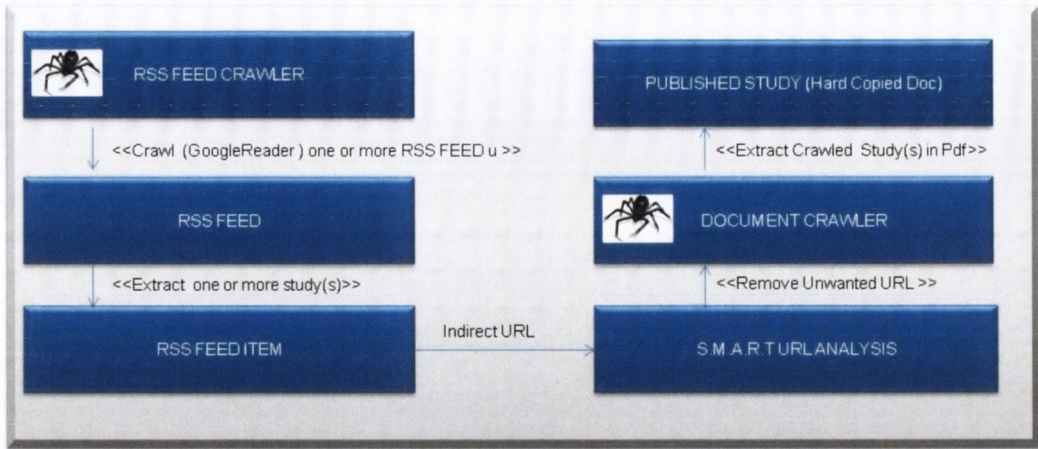 RSS FEED CRAWLER
<<Crawl (GoogleReader ) one or more RSS FEED u >>
RSS FEED
<<Extract one or more study(s)>>
RSS FEED ITEM
Indirect URL
S.M.A.R.T URL ANALYSIS
<<Remove Unwanted URL >>
DOCUMENT CRAWLER
<<Extract Crawled Study(s) in Pdf>>
PUBLISHED STUDY (Hard Copied Doc)